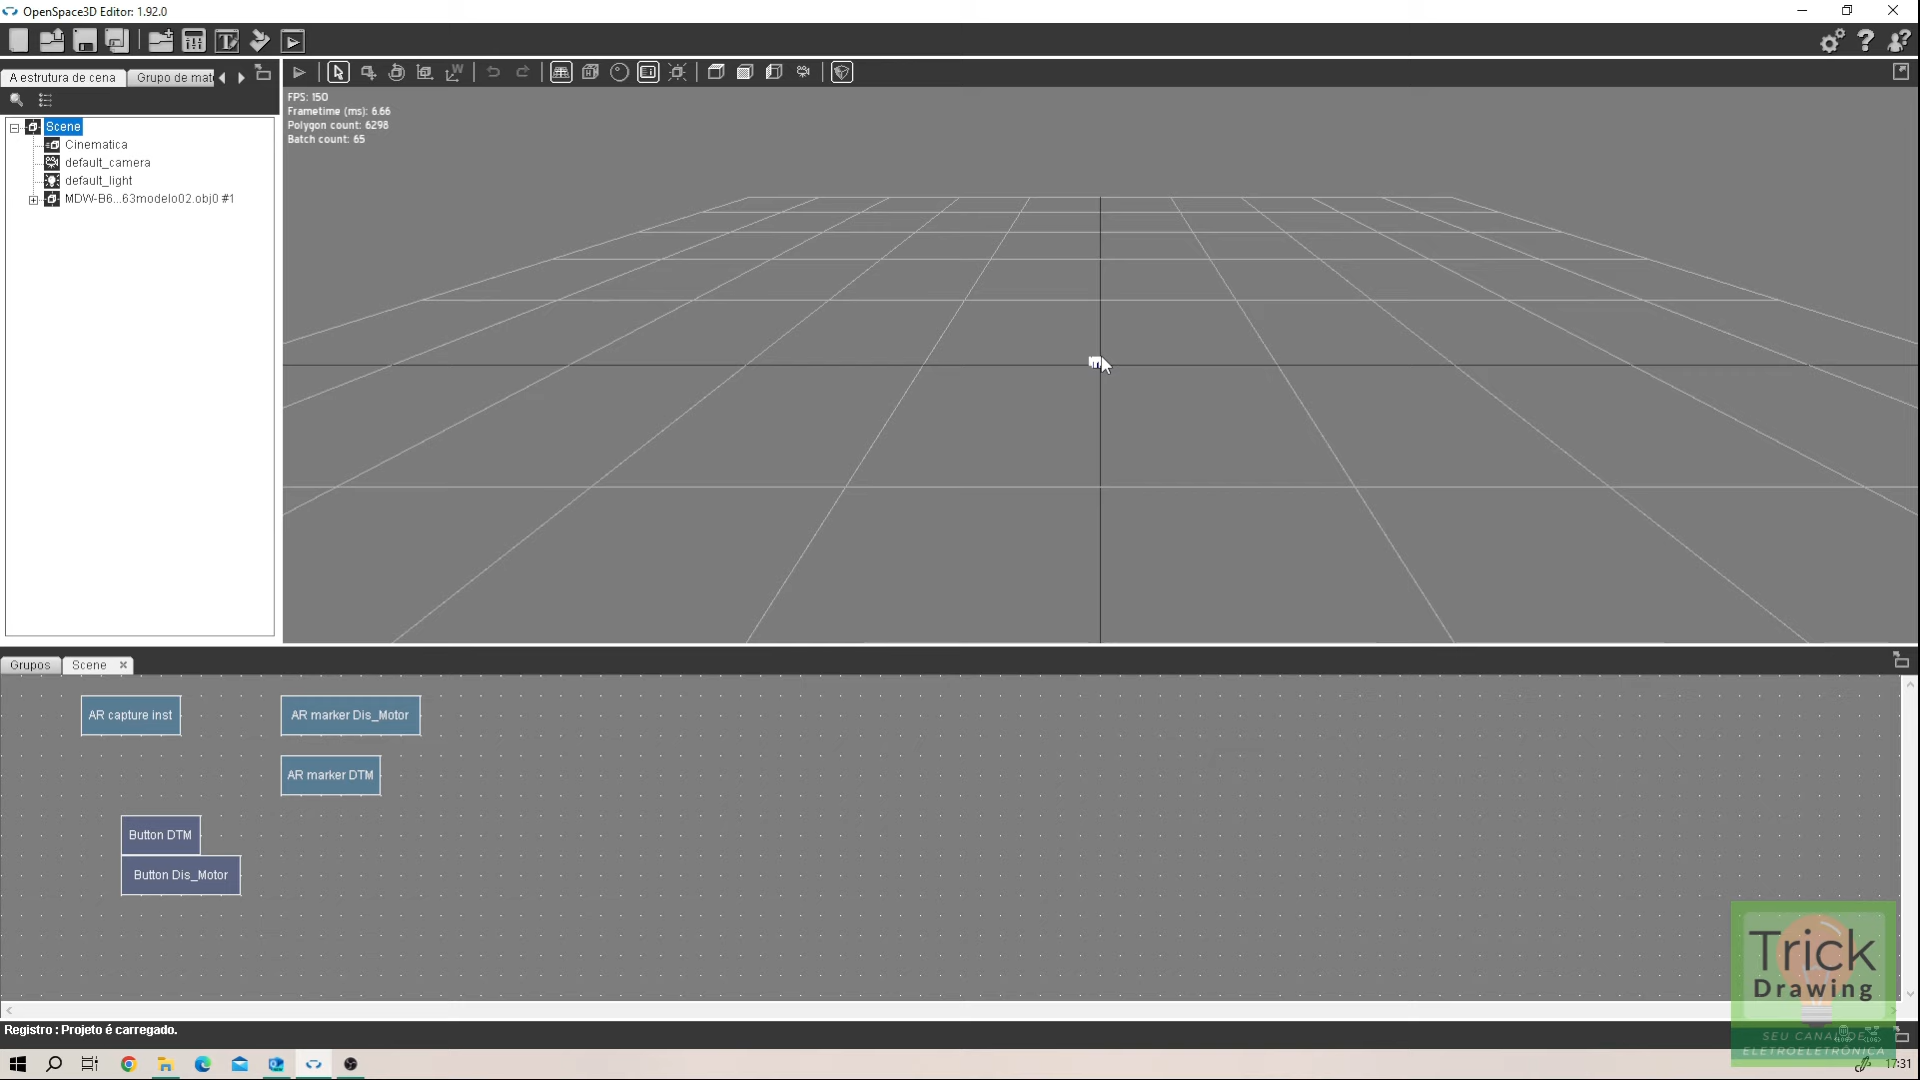 OpenSpace3D Editor: 1.92.0
A estrutura de cena
Grupo de mat
FPS: 150
Frametime (ms): 6.66
Polygon count: 6298
Batch count: 65
Scene
Cinematica
default_camera
default_light
MDW-B6...63modelo02.obj0 #1
Grupos
Scene
AR capture inst
AR marker Dis_Motor
AR marker DTM
Button DTM
Button Dis_Motor
Trick
Drawing
SEU CANAL DE
ELETROELETRÔNICA
Registro : Projeto é carregado.
17:31